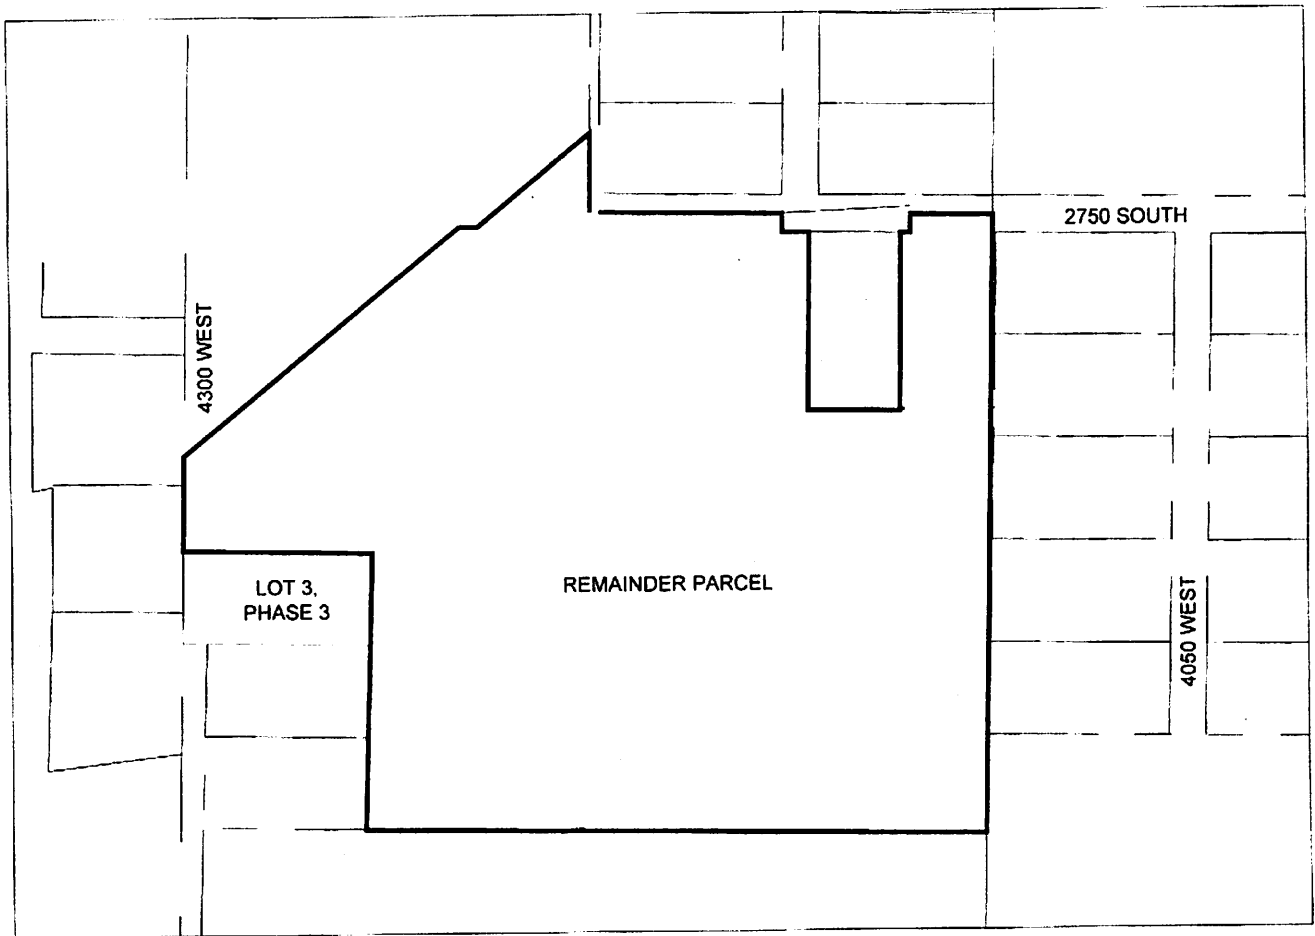 2750 SOUTH
4300 WEST
LOT 3,
PHASE 3
REMAINDER PARCEL
4050 WEST